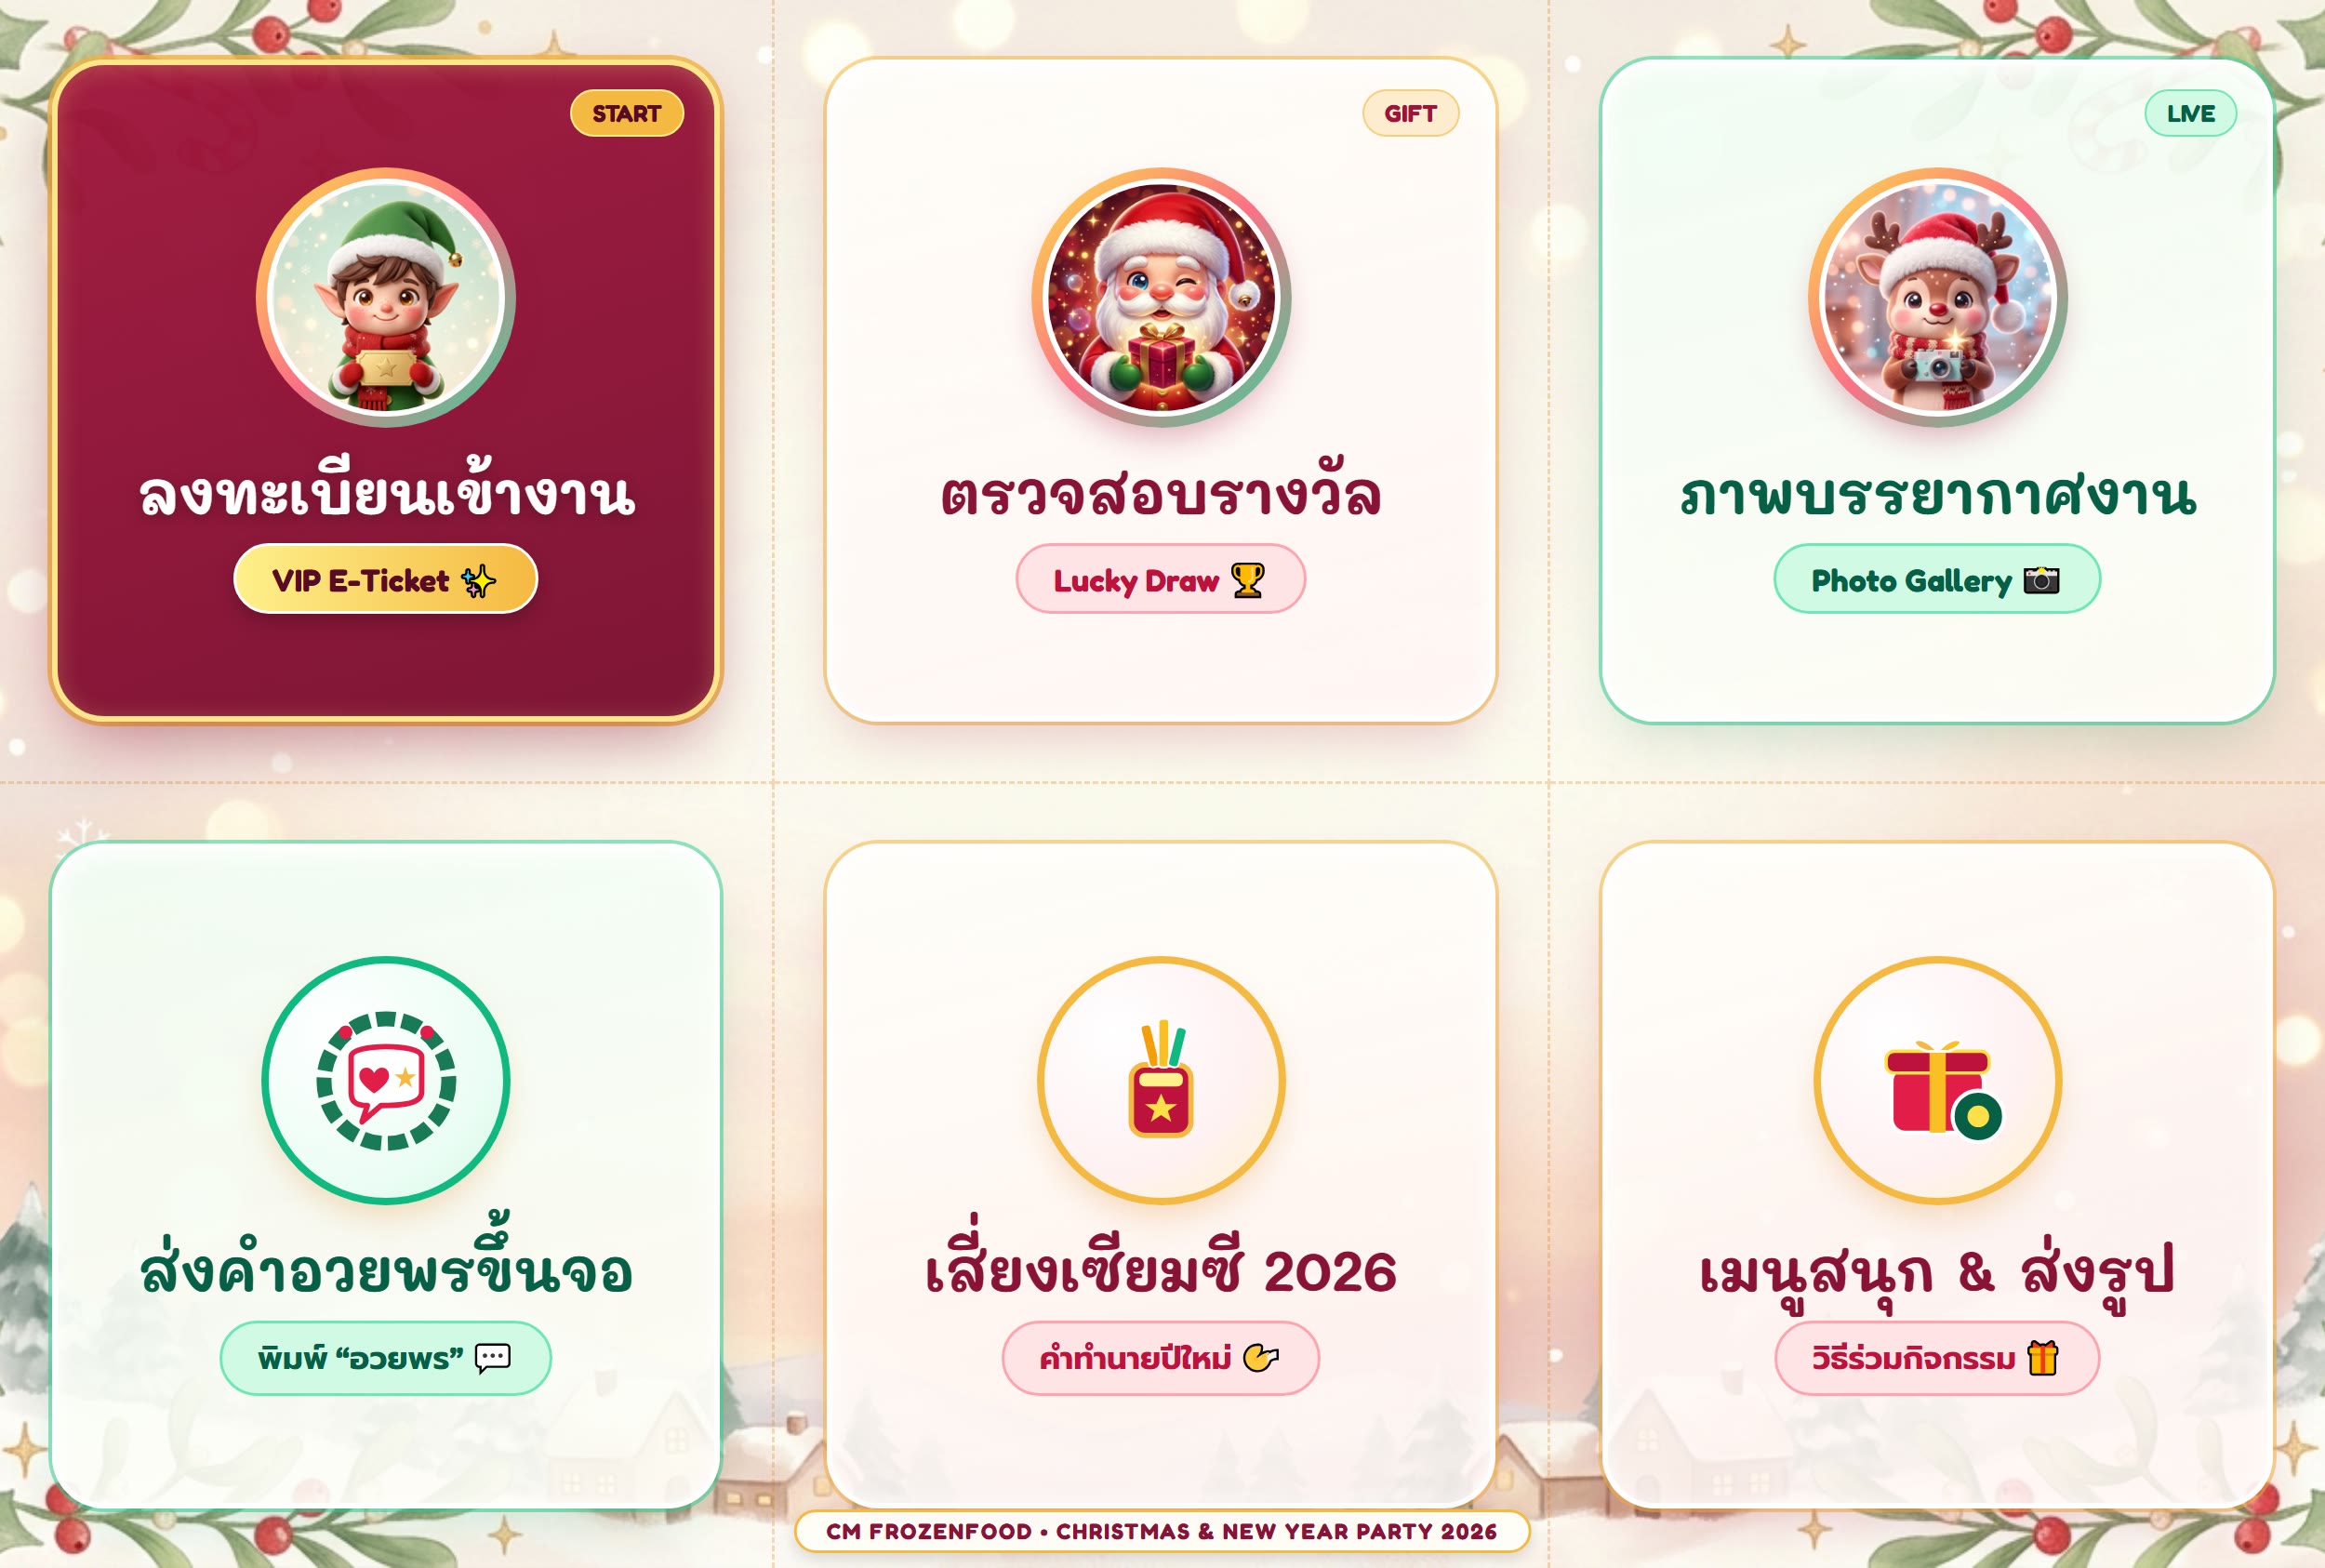 START
ลงทะเบียนเข้างาน
VIP E-Ticket ✨
GIFT
ตรวจสอบรางวัล
Lucky Draw 🏆
LIVE
ภาพบรรยากาศงาน
Photo Gallery 📸
ส่งคำอวยพรขึ้นจอ
พิมพ์ “อวยพร” 💬
เสี่ยงเซียมซี 2026
คำทำนายปีใหม่ 🥠
เมนูสนุก & ส่งรูป
วิธีร่วมกิจกรรม 🎁
CM FROZENFOOD • CHRISTMAS & NEW YEAR PARTY 2026